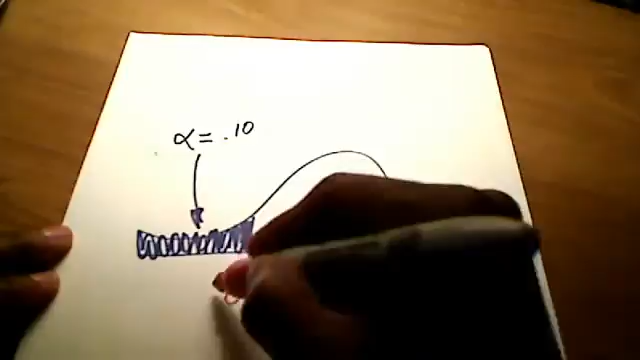 α = .10